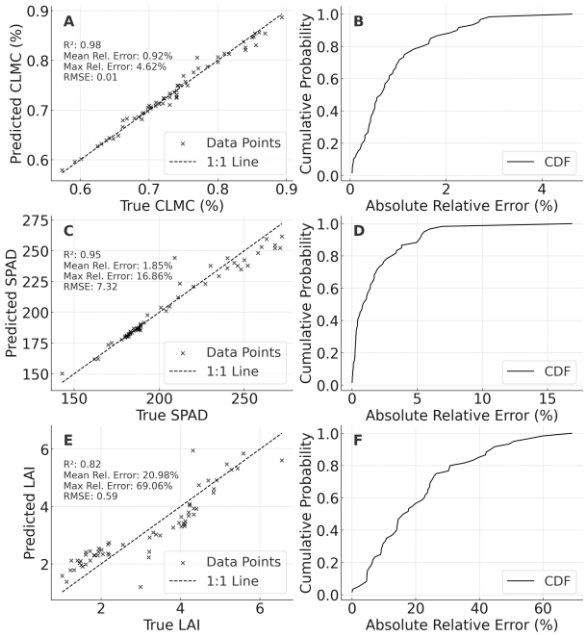 A
R²: 0.98
Mean Rel. Error: 0.92%
Max Rel. Error: 4.62%
RMSE: 0.01
Predicted CLMC (%)
0.9
0.8
0.7
0.6
Data Points
1:1 Line
0.6 0.7 0.8 0.9
True CLMC (%)
B
Cumulative Probability
1.0
0.8
0.6
0.4
0.2
0.0
CDF
0 2 4
Absolute Relative Error (%)
C
R²: 0.95
Mean Rel. Error: 1.85%
Max Rel. Error: 16.86%
RMSE: 7.32
Predicted SPAD
275
250
225
200
175
150
Data Points
1:1 Line
150 200 250
True SPAD
D
Cumulative Probability
1.0
0.8
0.6
0.4
0.2
0.0
CDF
0 5 10 15
Absolute Relative Error (%)
E
R²: 0.82
Mean Rel. Error: 20.98%
Max Rel. Error: 69.06%
RMSE: 0.59
Predicted LAI
6
4
2
Data Points
1:1 Line
2 4 6
True LAI
F
Cumulative Probability
1.0
0.8
0.6
0.4
0.2
0.0
CDF
0 20 40 60
Absolute Relative Error (%)